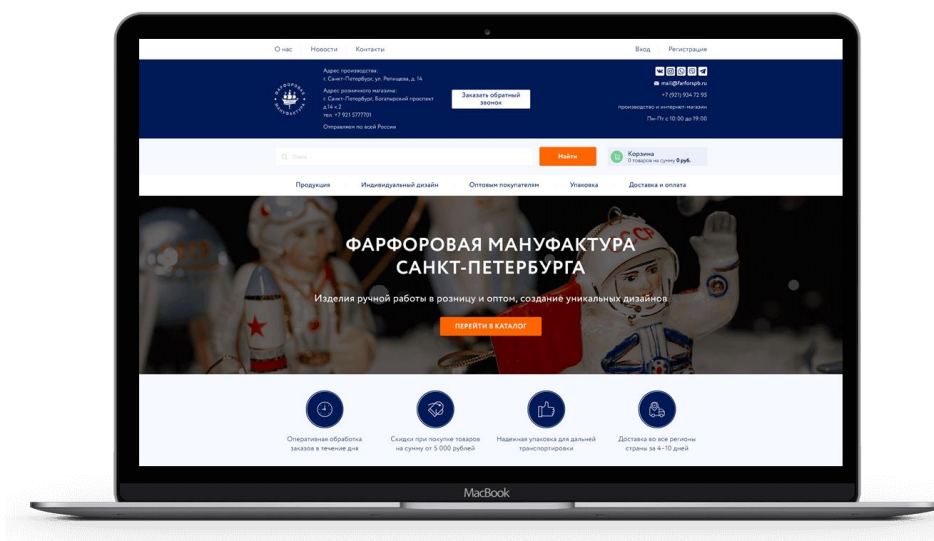 О нас
Новости
Контакты
Вход
Регистрация
ФАРФОРОВАЯ МАНУФАКТУРА
Адрес производства:
г. Санкт-Петербург, ул. Репищева, д. 14
Адрес розничного магазина:
г. Санкт-Петербург, Богатырский проспект
д.14 к.2
тел. +7 921 5777701
Отправляем по всей России
Заказать обратный
звонок
mail@farforspb.ru
+7 (921) 934 72 93
производство и интернет-магазин
Пн-Пт с 10:00 до 19:00
Поиск
Найти
Корзина
0 товаров на сумму 0 руб.
Продукция
Индивидуальный дизайн
Оптовым покупателям
Упаковка
Доставка и оплата
СССР
ФАРФОРОВАЯ МАНУФАКТУРА
САНКТ-ПЕТЕРБУРГА
Изделия ручной работы в розницу и оптом, создание уникальных дизайнов
ПЕРЕЙТИ В КАТАЛОГ
Оперативная обработка
заказов в течение дня
Скидки при покупке товаров
на сумму от 5 000 рублей
Надежная упаковка для дальней
транспортировки
Доставка во все регионы
страны за 4-10 дней
MacBook